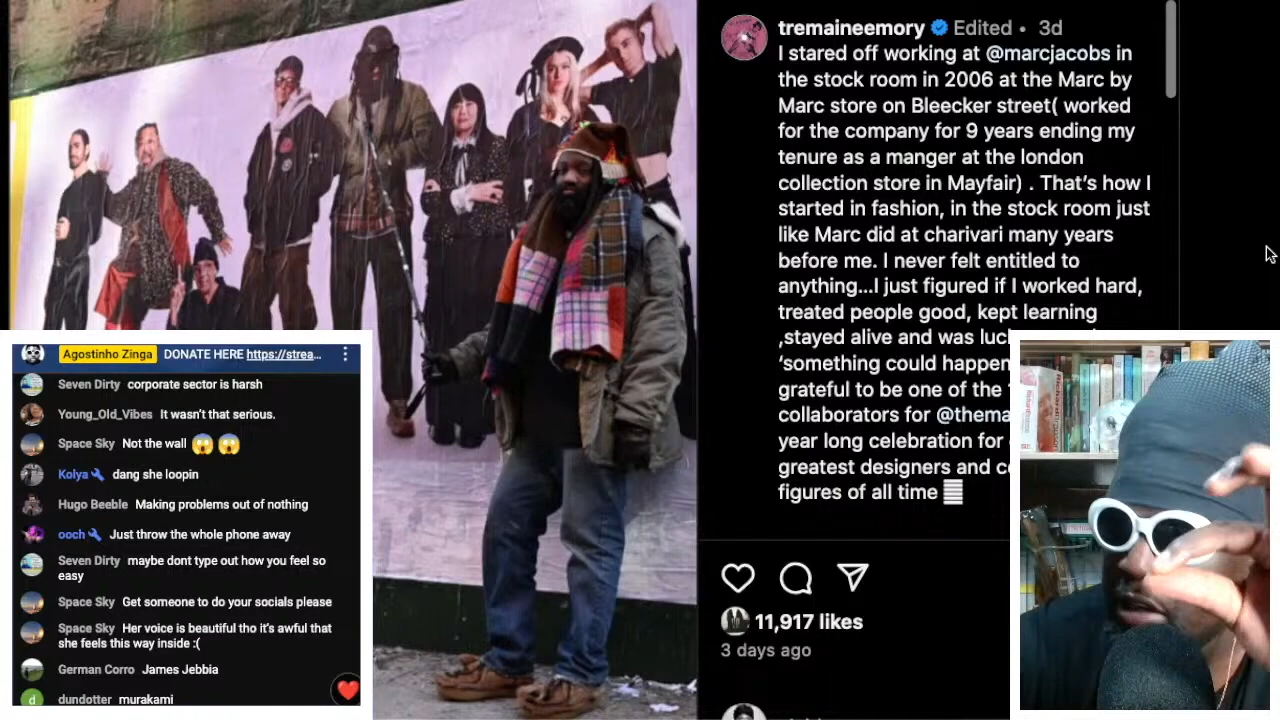 tremaineemory Edited • 3d
I stared off working at @marcjacobs in
the stock room in 2006 at the Marc by
Marc store on Bleecker street( worked
for the company for 9 years ending my
tenure as a manger at the london
collection store in Mayfair) . That's how I
started in fashion, in the stock room just
like Marc did at charivari many years
before me. I never felt entitled to
anything...I just figured if I worked hard,
treated people good, kept learning
,stayed alive and was
'something could happen
grateful to be one of the
collaborators for @thema
year long celebration for
greatest designers and
figures of all time
11,917 likes
3 days ago
Agostinho Zinga DONATE HERE https://strea...
Seven Dirty corporate sector is harsh
Young_Old_Vibes It wasn't that serious.
Space Sky Not the wall 😱 😱
Kolya dang she loopin
Hugo Beeble Making problems out of nothing
ooch Just throw the whole phone away
Seven Dirty maybe dont type out how you feel so
easy
Space Sky Get someone to do your socials please
Space Sky Her voice is beautiful tho it's awful that
she feels this way inside :(
German Corro James Jebbia
d dundotter murakami